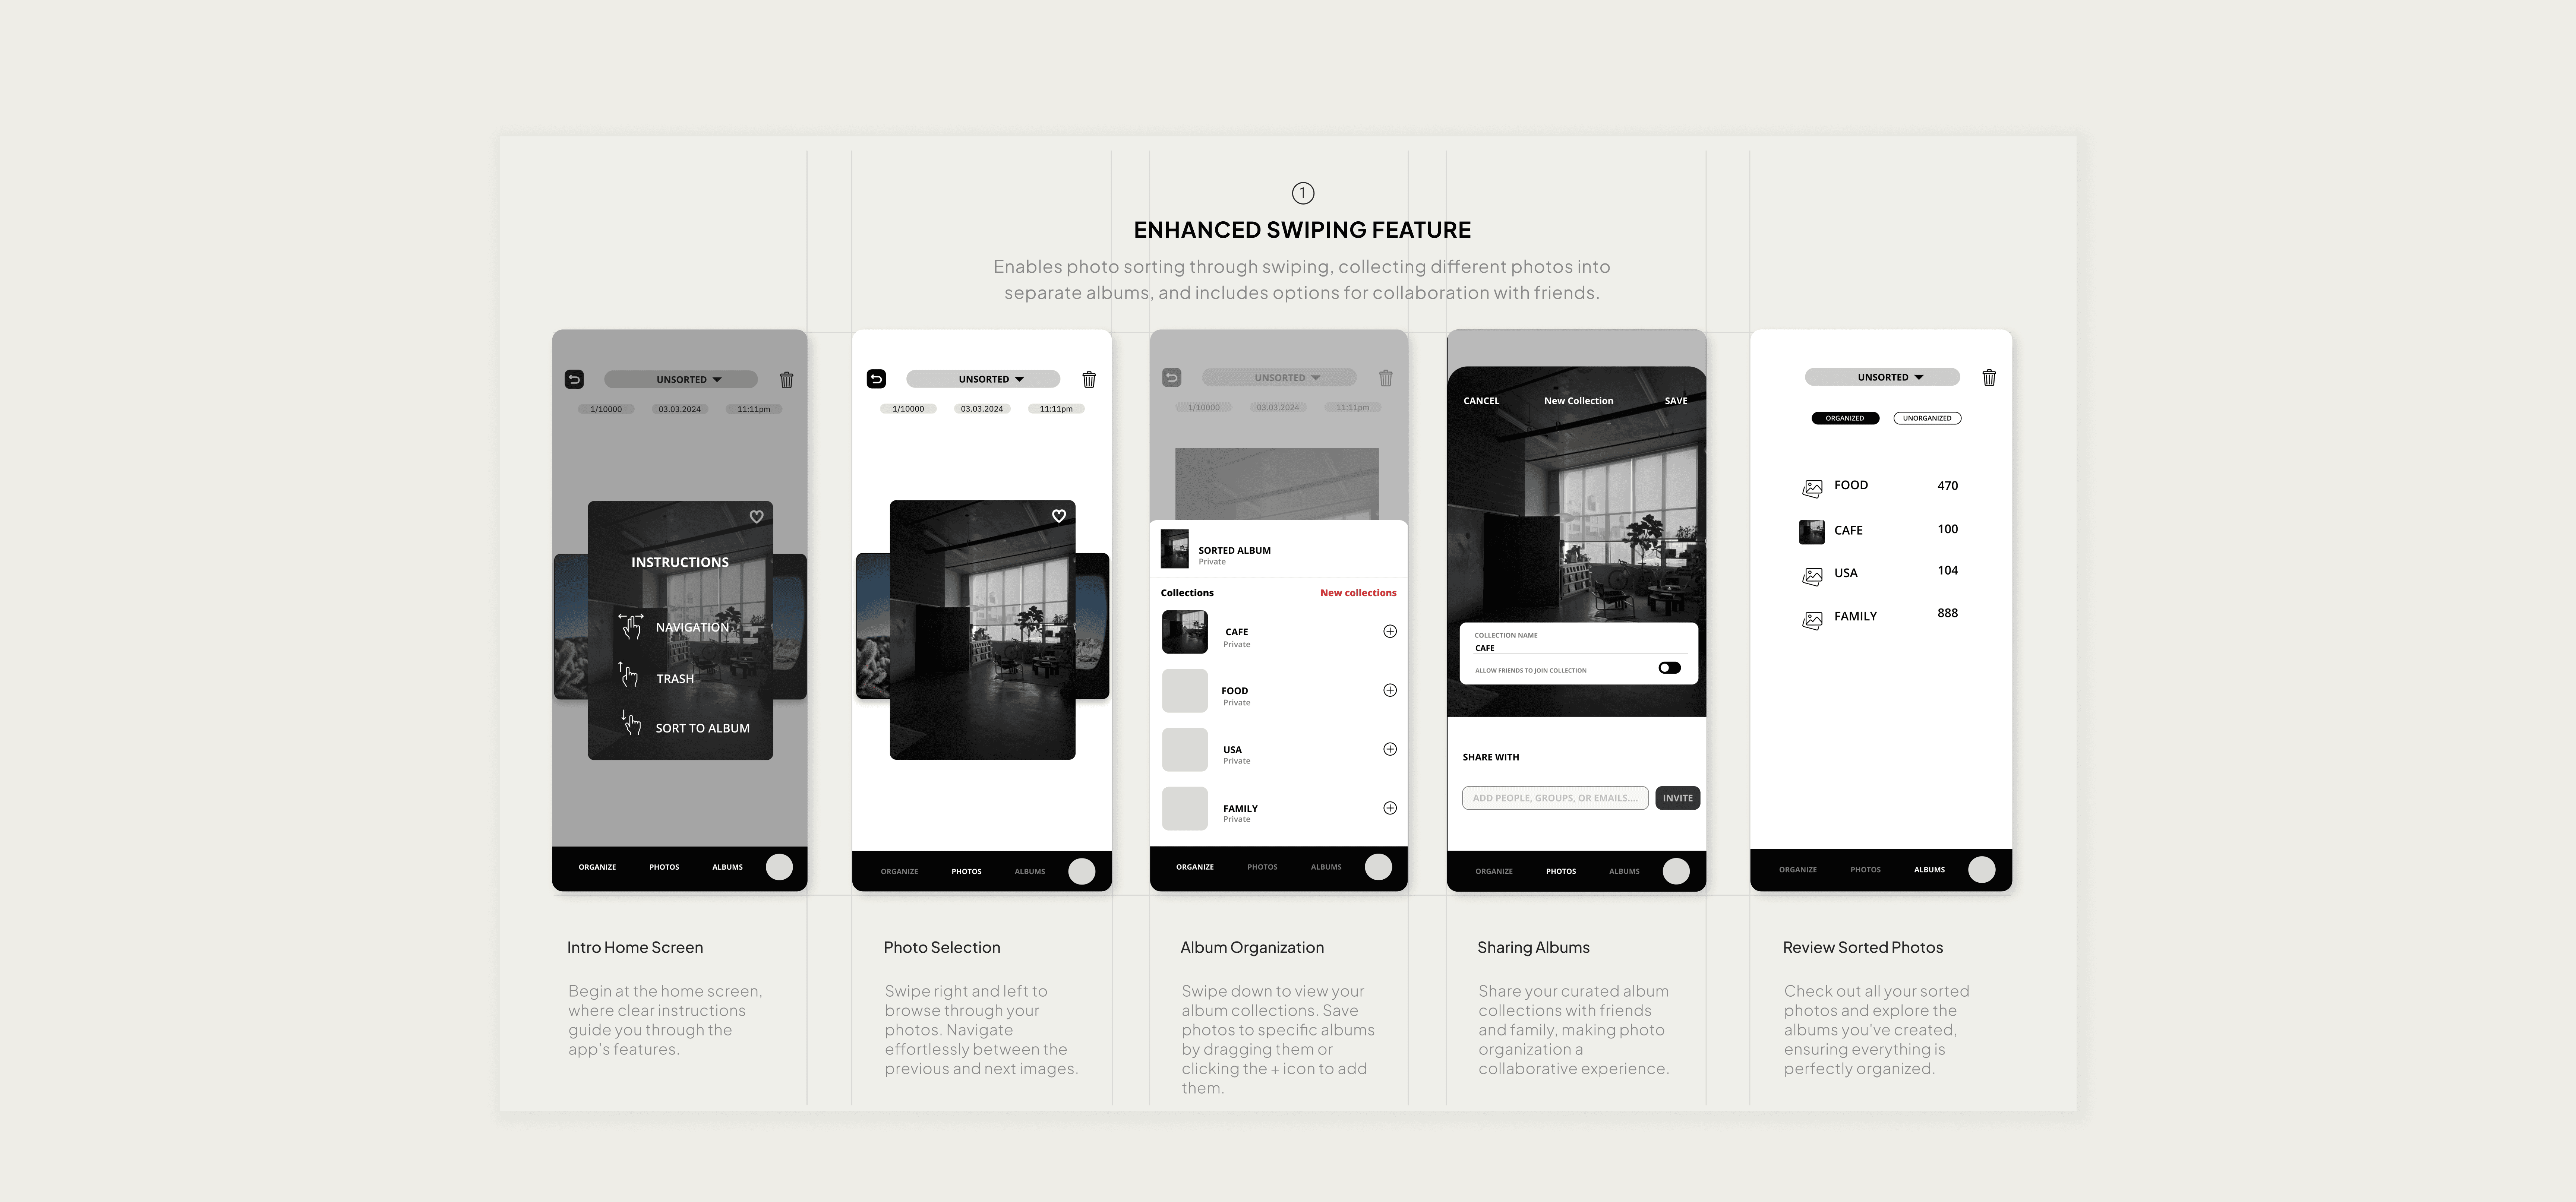 1
ENHANCED SWIPING FEATURE
Enables photo sorting through swiping, collecting different photos into
separate albums, and includes options for collaboration with friends.
UNSORTED
1/10000 03.03.2024 11:11pm
INSTRUCTIONS
NAVIGATION
TRASH
SORT TO ALBUM
ORGANIZE PHOTOS ALBUMS
UNSORTED
1/10000 03.03.2024 11:11pm
ORGANIZE PHOTOS ALBUMS
UNSORTED
1/10000 03.03.2024 11:11pm
SORTED ALBUM
Private
Collections New collections
CAFE
Private
FOOD
Private
USA
Private
FAMILY
Private
ORGANIZE PHOTOS ALBUMS
CANCEL New Collection SAVE
COLLECTION NAME
CAFE
ALLOW FRIENDS TO JOIN COLLECTION
SHARE WITH
ADD PEOPLE, GROUPS, OR EMAILS.... INVITE
ORGANIZE PHOTOS ALBUMS
UNSORTED
ORGANIZED UNORGANIZED
FOOD 470
CAFE 100
USA 104
FAMILY 888
ORGANIZE PHOTOS ALBUMS
Intro Home Screen
Begin at the home screen,
where clear instructions
guide you through the
app's features.
Photo Selection
Swipe right and left to
browse through your
photos. Navigate
effortlessly between the
previous and next images.
Album Organization
Swipe down to view your
album collections. Save
photos to specific albums
by dragging them or
clicking the + icon to add
them.
Sharing Albums
Share your curated album
collections with friends
and family, making photo
organization a
collaborative experience.
Review Sorted Photos
Check out all your sorted
photos and explore the
albums you've created,
ensuring everything is
perfectly organized.